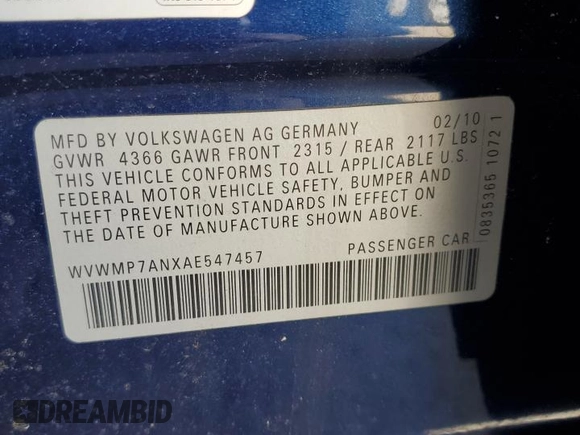 MFD BY VOLKSWAGEN AG GERMANY 02/10
GVWR 4366 GAWR FRONT 2315 / REAR 2117 LBS
THIS VEHICLE CONFORMS TO ALL APPLICABLE U.S.
FEDERAL MOTOR VEHICLE SAFETY, BUMPER AND
THEFT PREVENTION STANDARDS IN EFFECT ON
THE DATE OF MANUFACTURE SHOWN ABOVE.
WVWMP7ANXAE547457 PASSENGER CAR
0835365 1072 1
DREAMBID